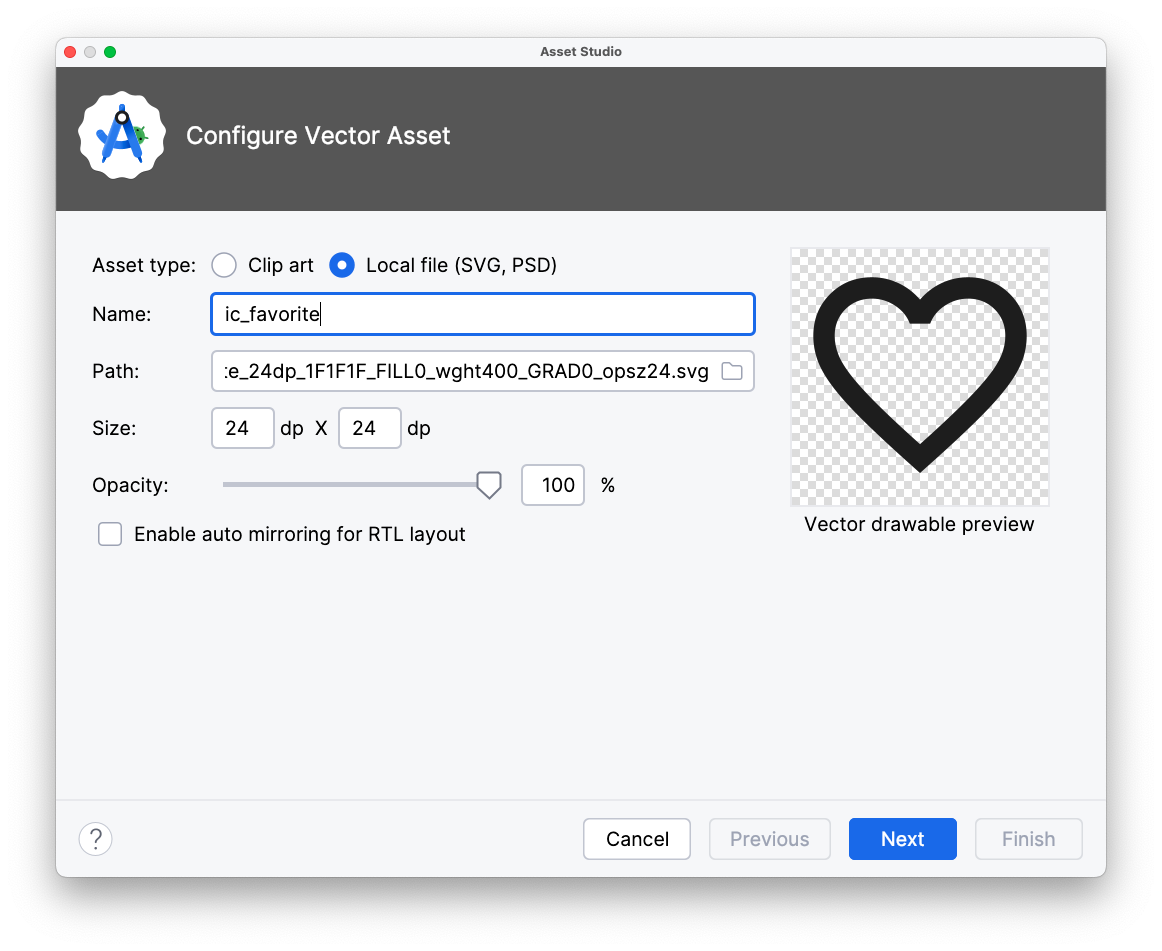 Asset Studio
Configure Vector Asset
Asset type: Clip art Local file (SVG, PSD)
Name: ic_favorite
Path: :e_24dp_1F1F1F_FILL0_wght400_GRAD0_opsz24.svg
Size: 24 dp X 24 dp
Opacity: 100 %
Enable auto mirroring for RTL layout
Vector drawable preview
? Cancel Previous Next Finish